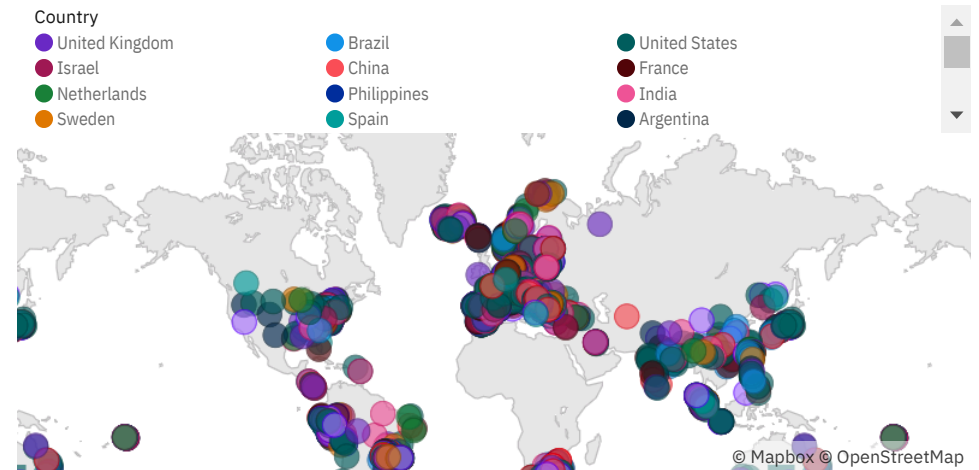 Country
United Kingdom Brazil United States
Israel China France
Netherlands Philippines India
Sweden Spain Argentina
© Mapbox © OpenStreetMap